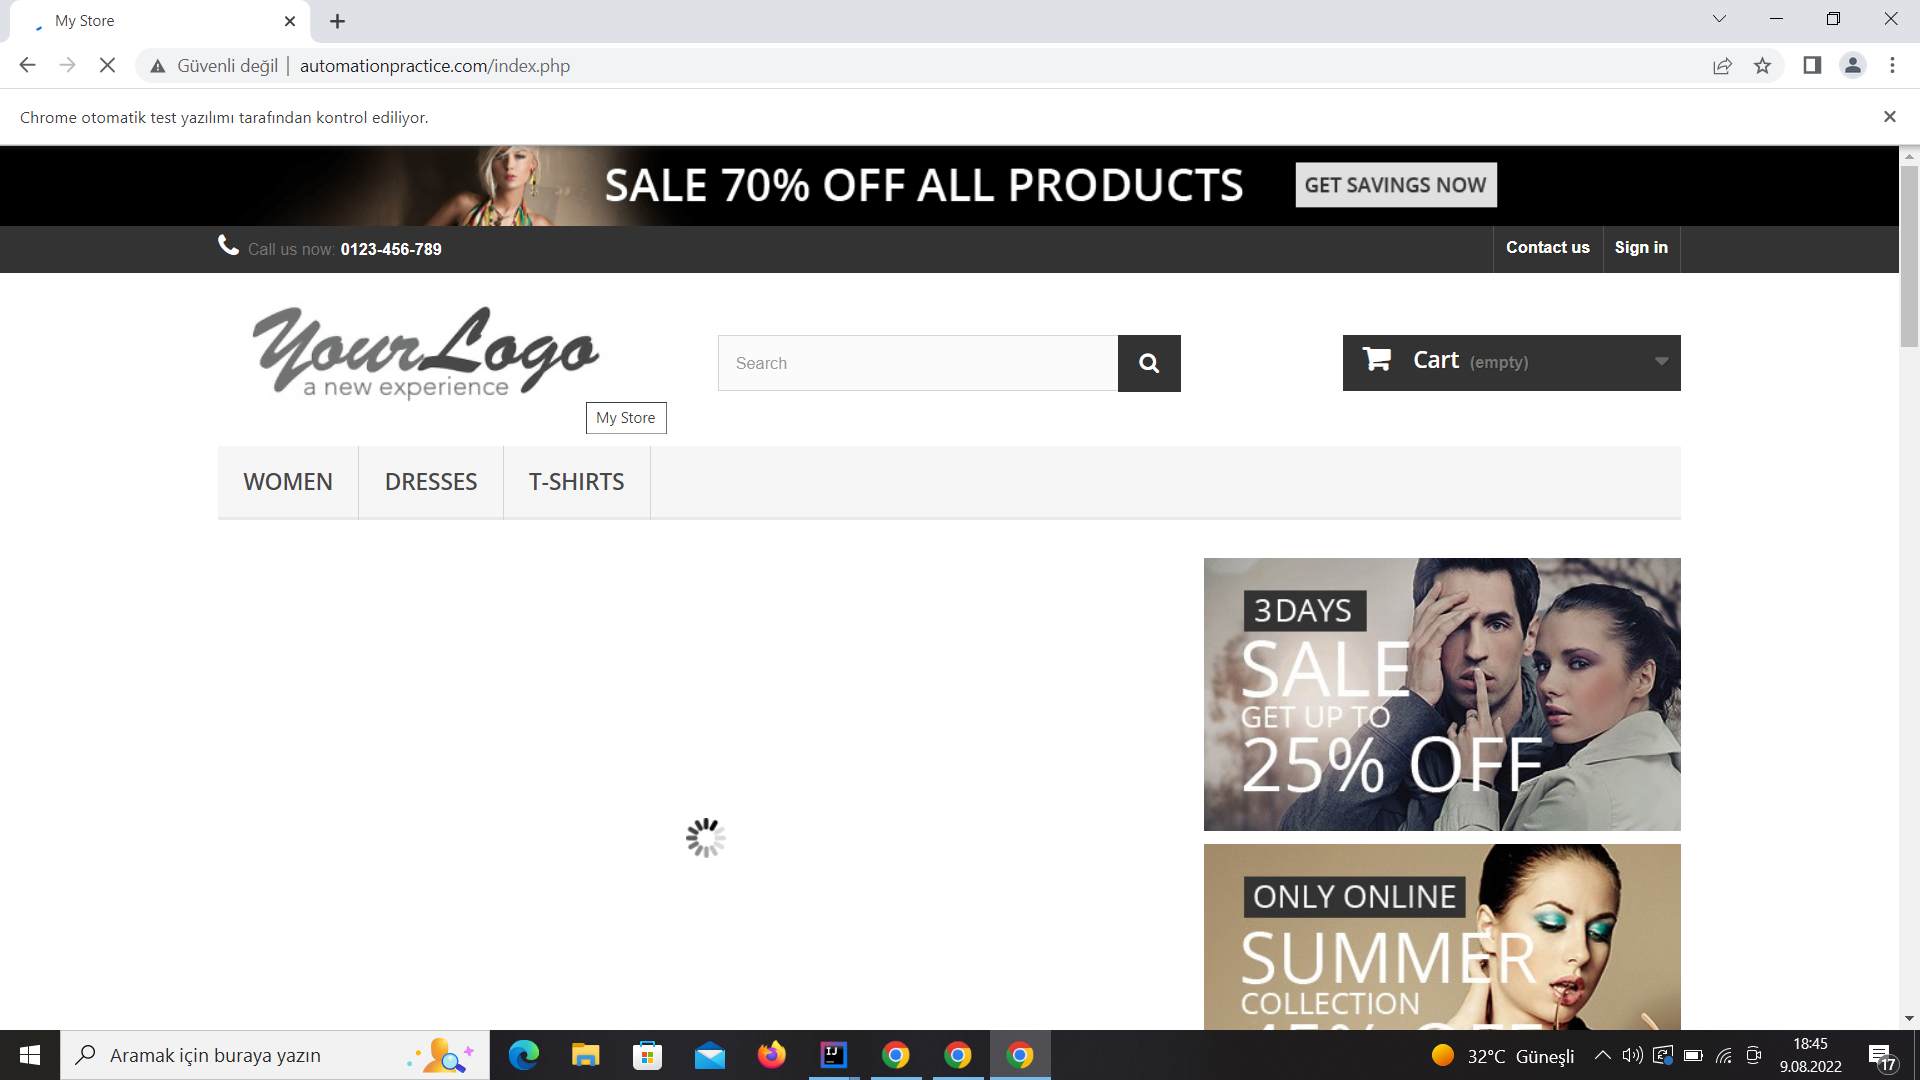 My Store
Güvenli değil | automationpractice.com/index.php
Chrome otomatik test yazılımı tarafından kontrol ediliyor.
SALE 70% OFF ALL PRODUCTS GET SAVINGS NOW
Call us now: 0123-456-789 Contact us Sign in
Your Logo
a new experience
Search
Cart (empty)
My Store
WOMEN DRESSES T-SHIRTS
3 DAYS
SALE
GET UP TO
25% OFF
ONLY ONLINE
SUMMER
COLLECTION
45% OFF
Aramak için buraya yazın
IJ
32°C Güneşli
18:45
9.08.2022
17